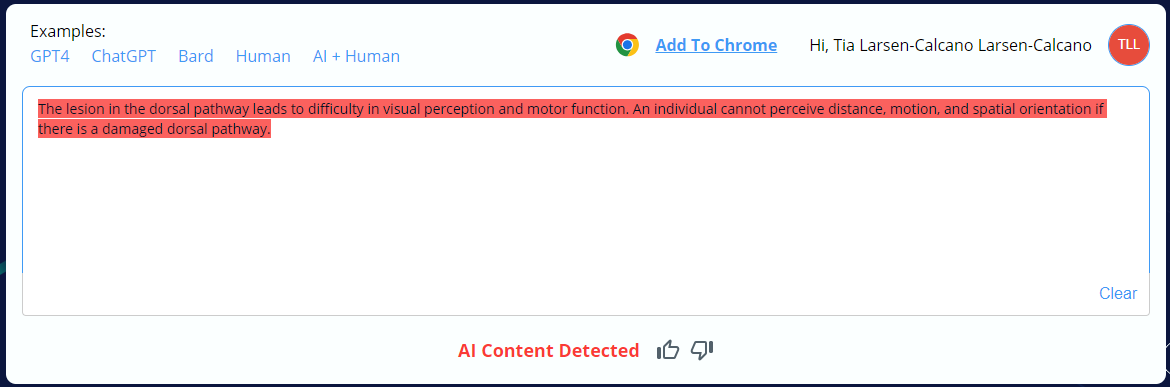 Examples:
GPT4 ChatGPT Bard Human AI + Human
Add To Chrome
Hi, Tia Larsen-Calcano Larsen-Calcano
TLL
The lesion in the dorsal pathway leads to difficulty in visual perception and motor function. An individual cannot perceive distance, motion, and spatial orientation if
there is a damaged dorsal pathway.
Clear
AI Content Detected